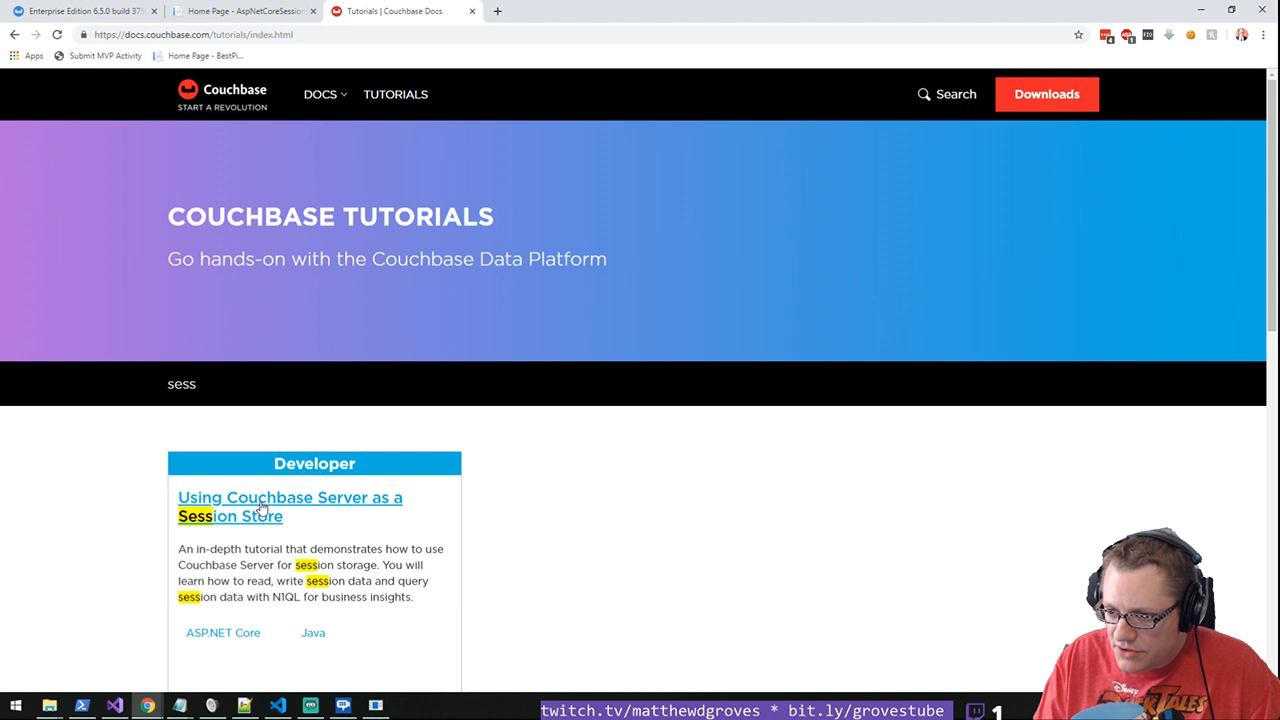 Enterprise Edition 6.5.0 build 375
Home Page - AspNetCoreSession
Tutorials | Couchbase Docs
https://docs.couchbase.com/tutorials/index.html
Apps
Submit MVP Activity
Home Page - BestPi...
Couchbase
START A REVOLUTION
DOCS
TUTORIALS
Search
Downloads
COUCHBASE TUTORIALS
Go hands-on with the Couchbase Data Platform
sess
Developer
Using Couchbase Server as a
Session Store
An in-depth tutorial that demonstrates how to use
Couchbase Server for session storage. You will
learn how to read, write session data and query
session data with N1QL for business insights.
ASP.NET Core
Java
twitch.tv/matthewdgroves * bit.ly/grovestube
1